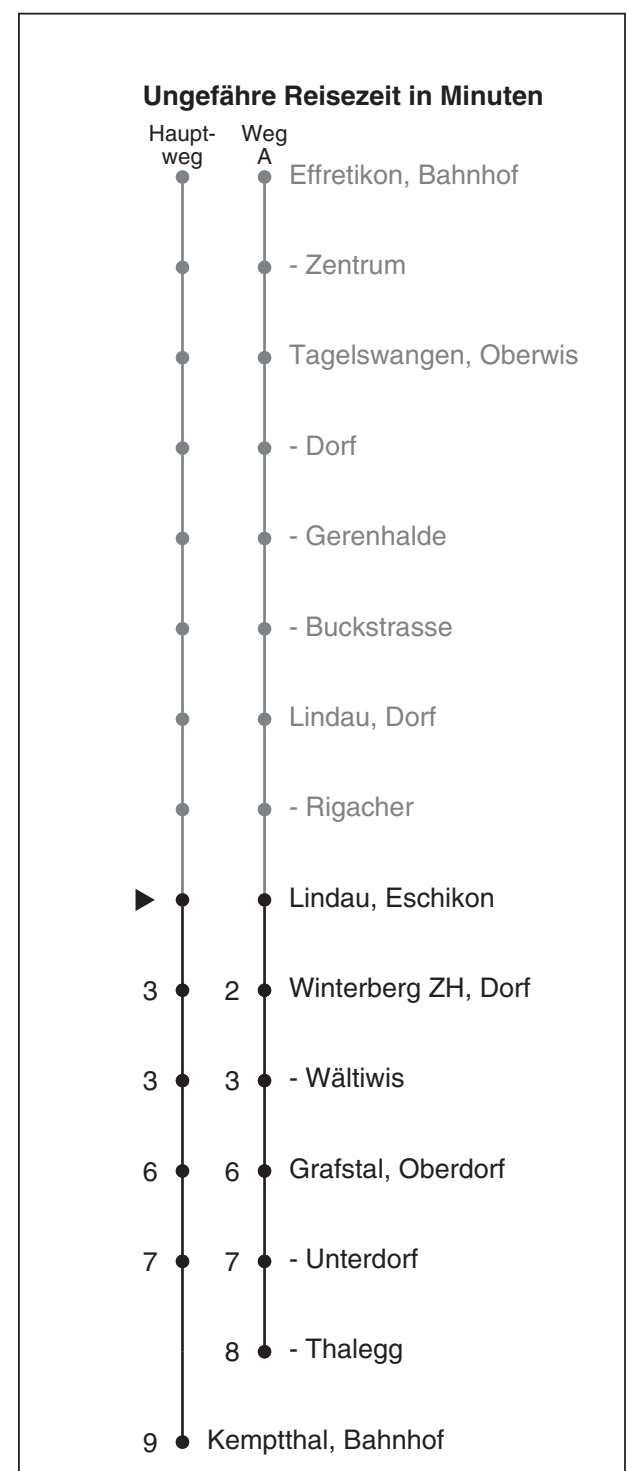 Ungefähre Reisezeit in Minuten
Haupt- Weg
weg A
Effretikon, Bahnhof
- Zentrum
Tagelswangen, Oberwis
- Dorf
- Gerenhalde
- Buckstrasse
Lindau, Dorf
- Rigacher
Lindau, Eschikon
3 2 Winterberg ZH, Dorf
3 3 - Wältiwis
6 6 Grafstal, Oberdorf
7 7 - Unterdorf
8 - Thalegg
9 Kemptthal, Bahnhof